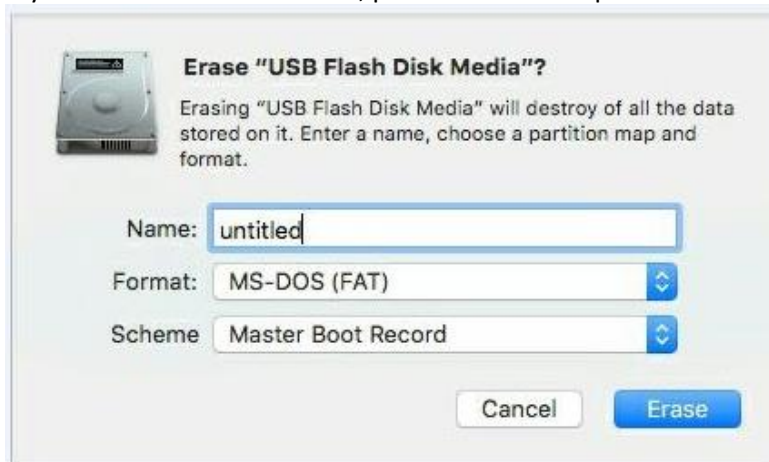 Erase “USB Flash Disk Media”?
Erasing “USB Flash Disk Media” will destroy of all the data
stored on it. Enter a name, choose a partition map and
format.
Name: untitled
Format: MS-DOS (FAT)
Scheme Master Boot Record
Cancel Erase